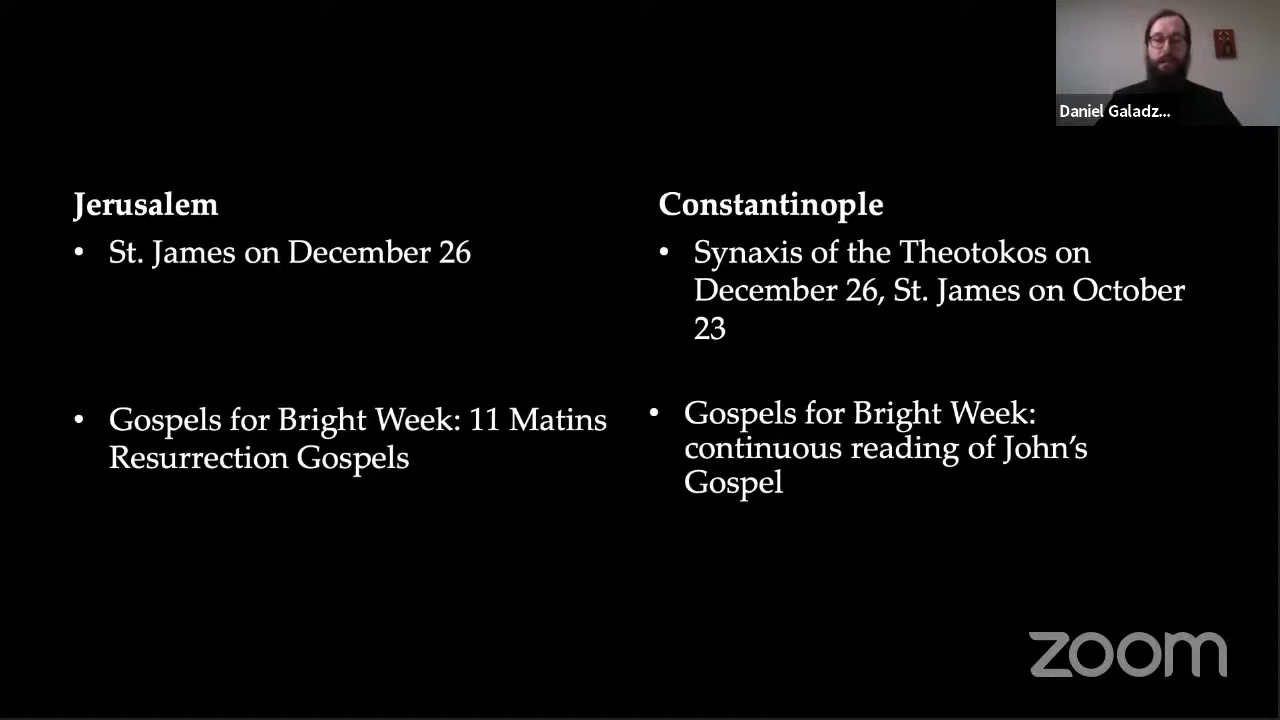 Daniel Galadz...
Jerusalem
• St. James on December 26
• Gospels for Bright Week: 11 Matins
Resurrection Gospels
Constantinople
• Synaxis of the Theotokos on
December 26, St. James on October
23
• Gospels for Bright Week:
continuous reading of John’s
Gospel
zoom